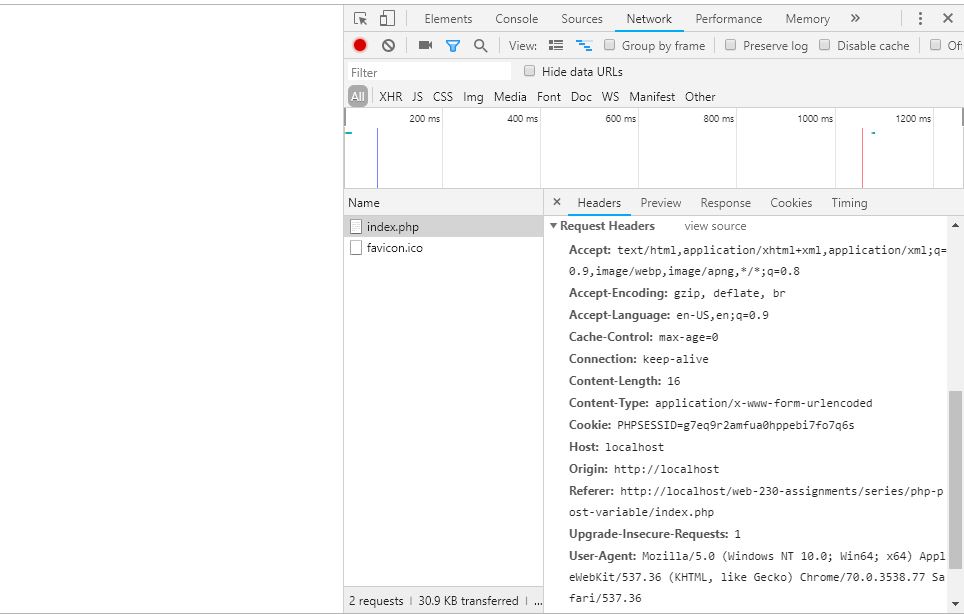 Elements Console Sources Network Performance Memory »
View: Group by frame Preserve log Disable cache Of
Filter Hide data URLs
All XHR JS CSS Img Media Font Doc WS Manifest Other
200 ms 400 ms 600 ms 800 ms 1000 ms 1200 ms
Name
× Headers Preview Response Cookies Timing
index.php
favicon.ico
Request Headers view source
Accept: text/html,application/xhtml+xml,application/xml;q=
0.9,image/webp,image/apng,*/*;q=0.8
Accept-Encoding: gzip, deflate, br
Accept-Language: en-US,en;q=0.9
Cache-Control: max-age=0
Connection: keep-alive
Content-Length: 16
Content-Type: application/x-www-form-urlencoded
Cookie: PHPSESSID=g7eq9r2amfua0hppebi7fo7q6s
Host: localhost
Origin: http://localhost
Referer: http://localhost/web-230-assignments/series/php-p
ost-variable/index.php
Upgrade-Insecure-Requests: 1
User-Agent: Mozilla/5.0 (Windows NT 10.0; Win64; x64) Appl
eWebKit/537.36 (KHTML, like Gecko) Chrome/70.0.3538.77 Sa
fari/537.36
2 requests | 30.9 KB transferred | ...